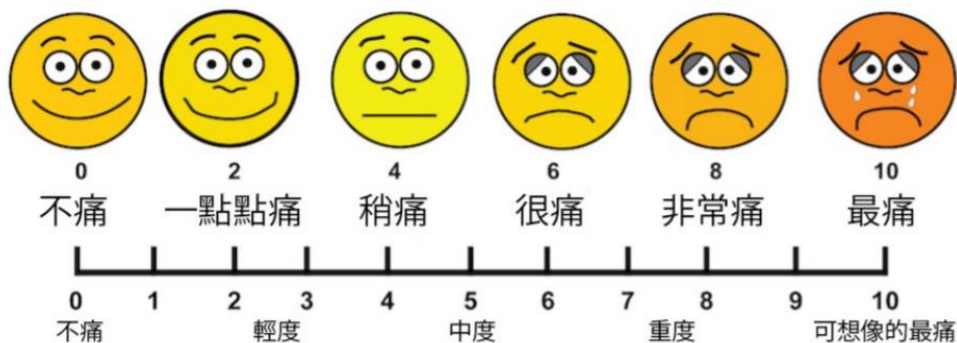 0 2 4 6 8 10
不痛 一點點痛 稍痛 很痛 非常痛 最痛
0 1 2 3 4 5 6 7 8 9 10
不痛 輕度 中度 重度 可想像的最痛